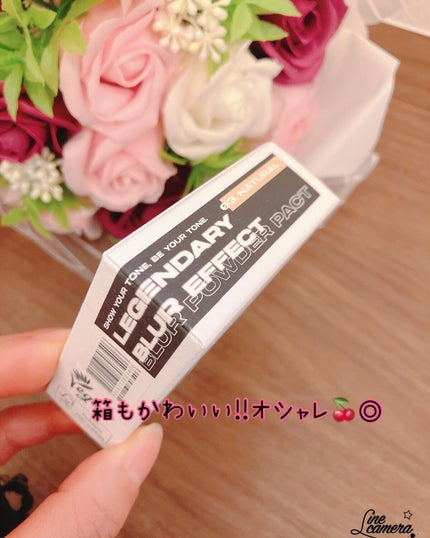 03 NATURAL
SHOW YOUR TONE, BE YOUR TONE.
LEGENDARY
BLUR EFFECT
BLUR POWDER PACT
箱もかわいい!!オシャレ🍒◎
Line
camera